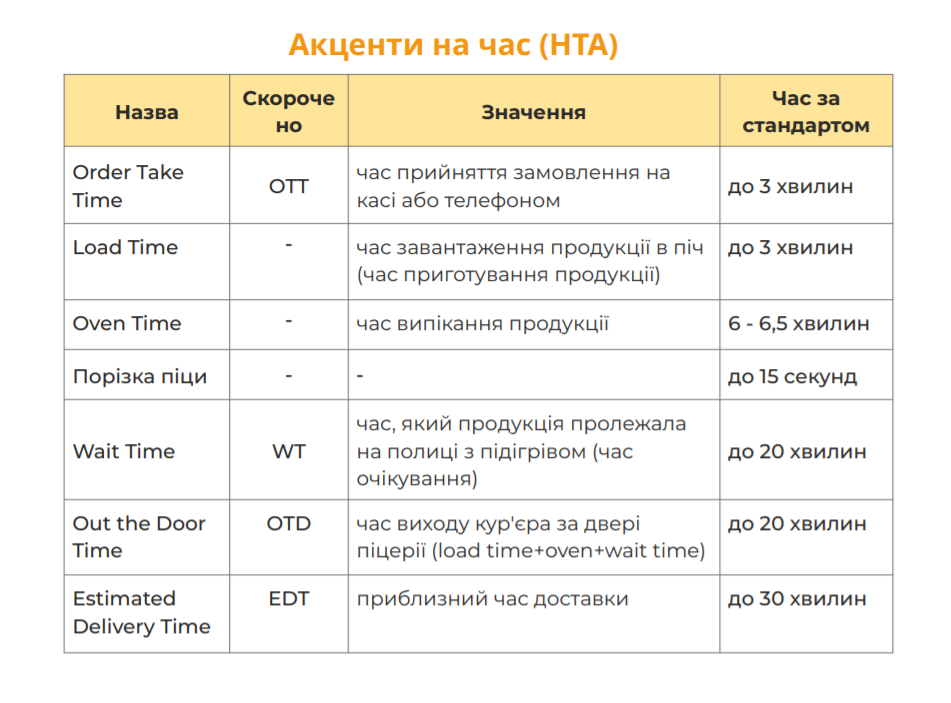 Акценти на час (НТА)
Назва
Скороче
но
Значення
Час за
стандартом
Order Take
Time
OTT
час прийняття замовлення на
касі або телефоном
до 3 хвилин
Load Time
-
час завантаження продукції в піч
(час приготування продукції)
до 3 хвилин
Oven Time
-
час випікання продукції
6 - 6,5 хвилин
Порізка піци
-
-
до 15 секунд
Wait Time
WT
час, який продукція пролежала
на полиці з підігрівом (час
очікування)
до 20 хвилин
Out the Door
Time
OTD
час виходу кур'єра за двері
піцерії (load time+oven+wait time)
до 20 хвилин
Estimated
Delivery Time
EDT
приблизний час доставки
до 30 хвилин